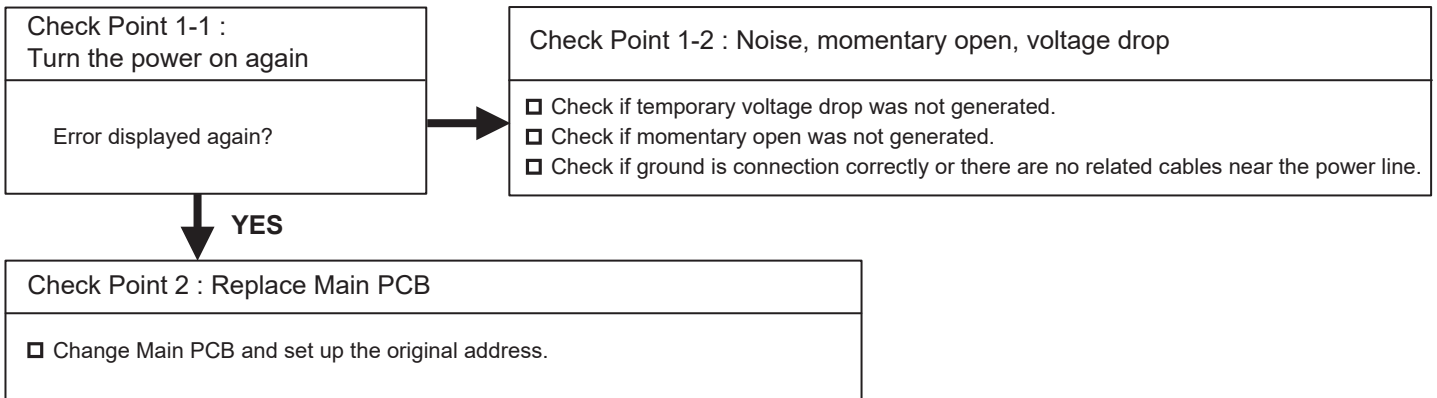 Check Point 1-1 :
Turn the power on again
Error displayed again?
Check Point 1-2 : Noise, momentary open, voltage drop
Check if temporary voltage drop was not generated.
Check if momentary open was not generated.
Check if ground is connection correctly or there are no related cables near the power line.
YES
Check Point 2 : Replace Main PCB
Change Main PCB and set up the original address.